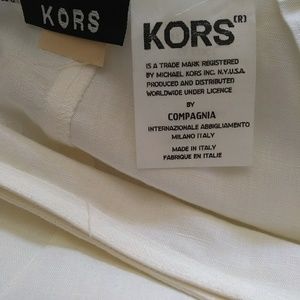 KORS
KORS(R)
IS A TRADE MARK REGISTERED
BY MICHAEL KORS INC. N.Y. U.S.A.
PRODUCED AND DISTRIBUTED
WORLDWIDE UNDER LICENCE
BY
COMPAGNIA
INTERNAZIONALE ABBIGLIAMENTO
MILANO ITALY
MADE IN ITALY
FABRIQUE EN ITALIE